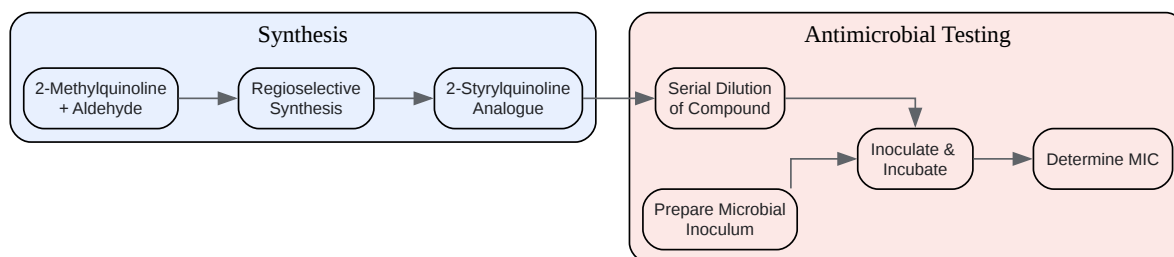 Synthesis
2-Methylquinoline
+ Aldehyde
Regioselective
Synthesis
2-Styrylquinoline
Analogue
Antimicrobial Testing
Serial Dilution
of Compound
Prepare Microbial
Inoculum
Inoculate &
Incubate
Determine MIC